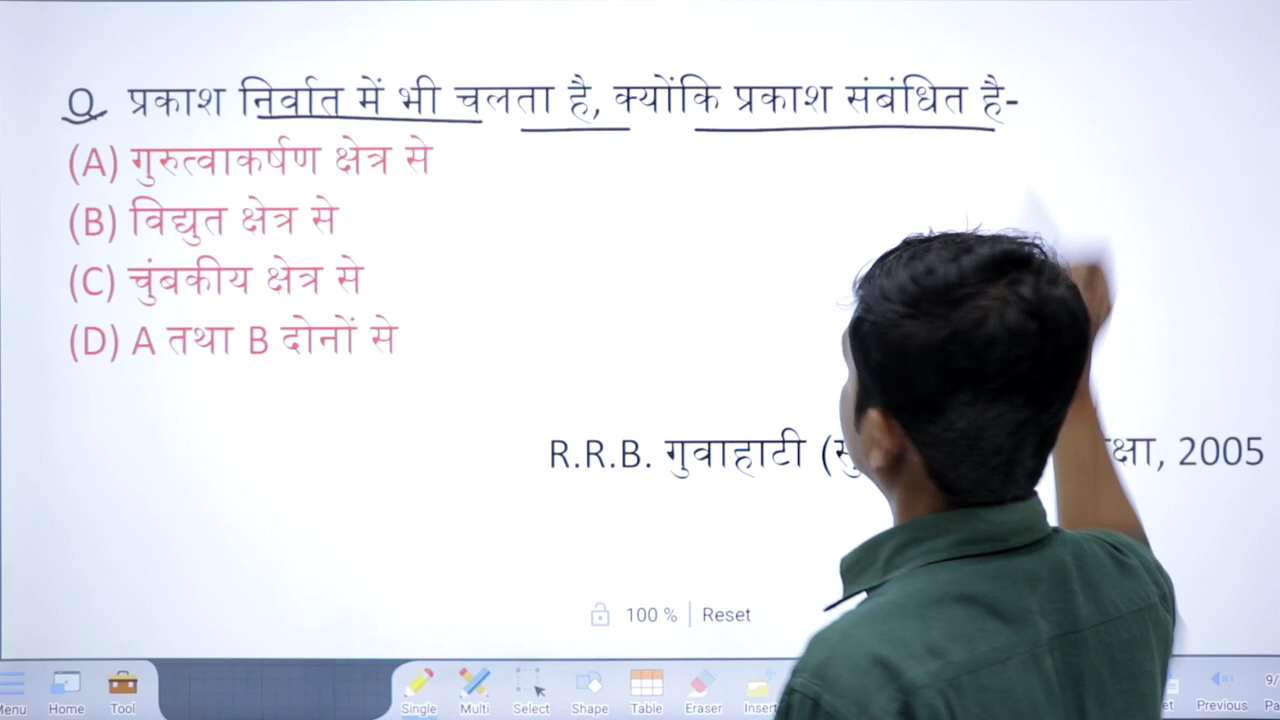 Q प्रकाश निर्वात में भी चलता है, क्योंकि प्रकाश संबंधित है-
(A) गुरुत्वाकर्षण क्षेत्र से
(B) विद्युत क्षेत्र से
(C) चुंबकीय क्षेत्र से
(D) A तथा B दोनों से
R.R.B. गुवाहाटी 2005
100 % Reset
Menu Home Tool Single Multi Select Shape Table Eraser Insert Previous